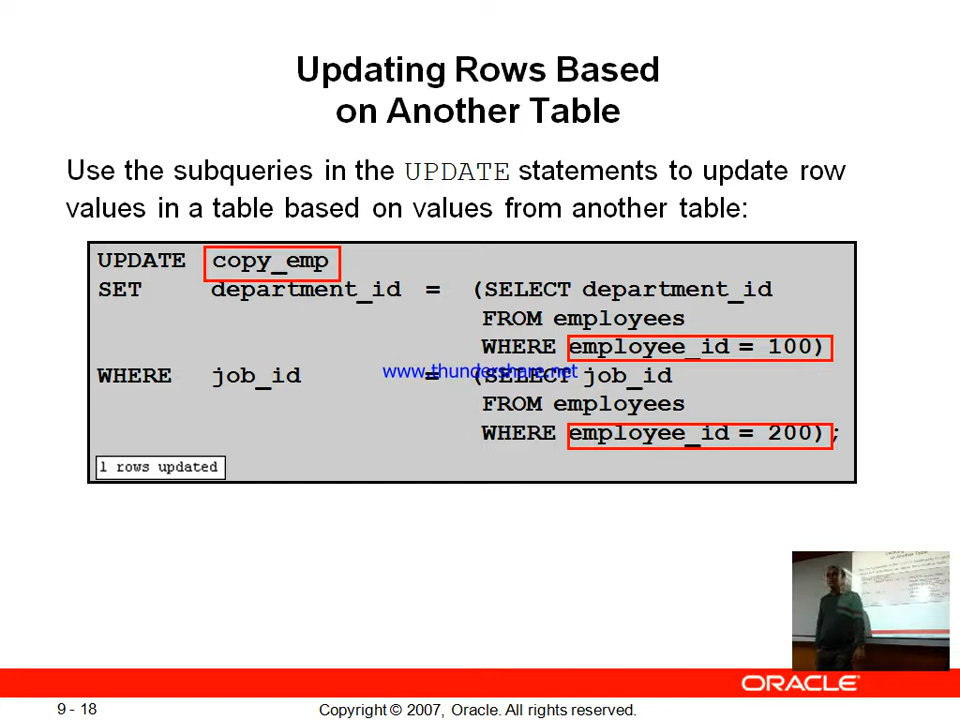 Updating Rows Based
on Another Table
Use the subqueries in the UPDATE statements to update row
values in a table based on values from another table:
UPDATE copy_emp
SET department_id = (SELECT department_id
FROM employees
WHERE employee_id = 100)
WHERE job_id = (SELECT job_id
www.thundershare.net
FROM employees
WHERE employee_id = 200);
1 rows updated
ORACLE
9 - 18
Copyright © 2007, Oracle. All rights reserved.